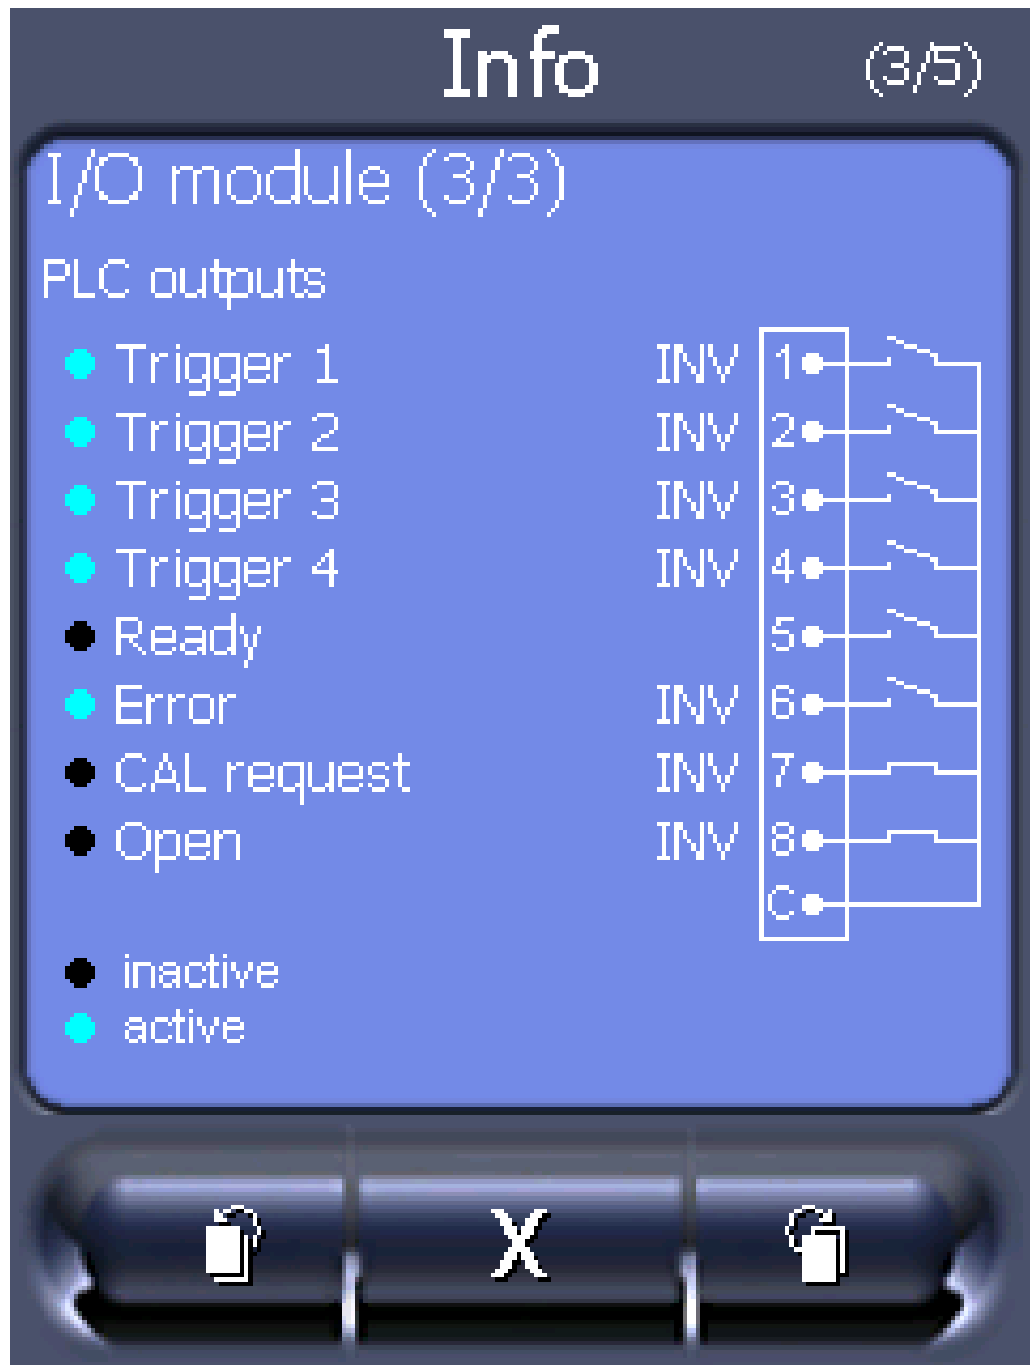 Info (3/5)
I/O module (3/3)
PLC outputs
Trigger 1 INV 1
Trigger 2 INV 2
Trigger 3 INV 3
Trigger 4 INV 4
Ready 5
Error INV 6
CAL request INV 7
Open INV 8
C
inactive
active
X